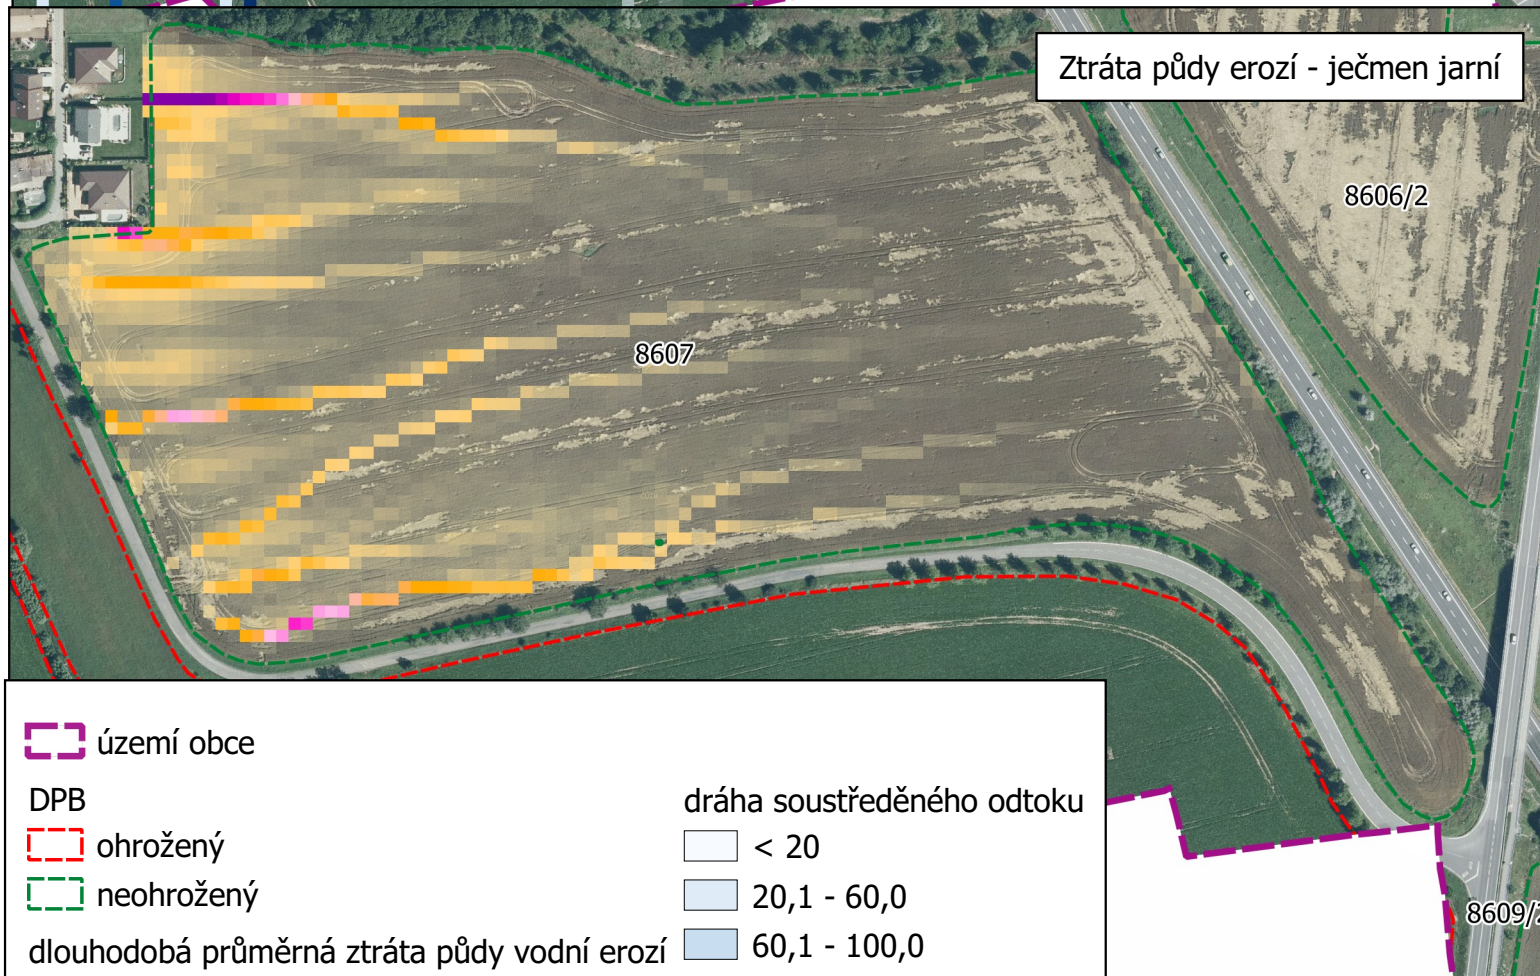 Ztráta půdy erozí - ječmen jarní
8606/2
8607
území obce
DPB
ohrožený
neohrožený
dlouhodobá průměrná ztráta půdy vodní erozí
dráha soustředěného odtoku
< 20
20,1 - 60,0
60,1 - 100,0